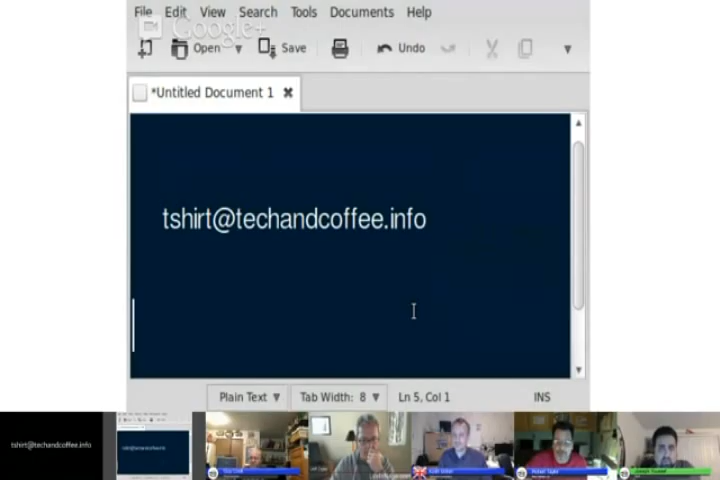 File Edit View Search Tools Documents Help
Google+
Open Save Undo
*Untitled Document 1
tshirt@techandcoffee.info
Plain Text Tab Width: 8 Ln 5, Col 1 INS
tshirt@techandcoffee.info